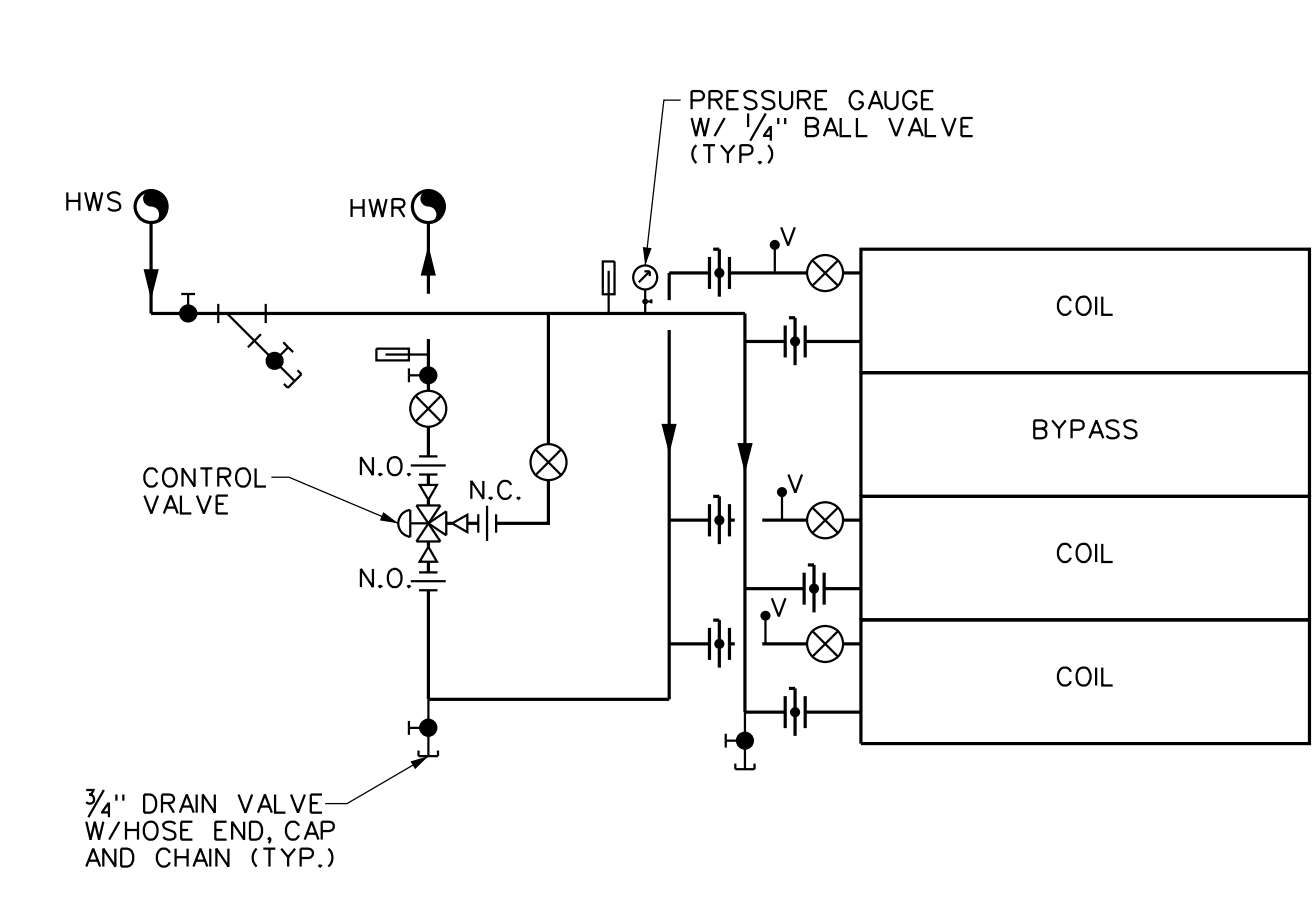 PRESSURE GAUGE
W/ 1/4" BALL VALVE
(TYP.)
HWS
HWR
V
COIL
BYPASS
N.O.
CONTROL
VALVE
N.C.
V
COIL
N.O.
V
COIL
3/4" DRAIN VALVE
W/HOSE END, CAP
AND CHAIN (TYP.)